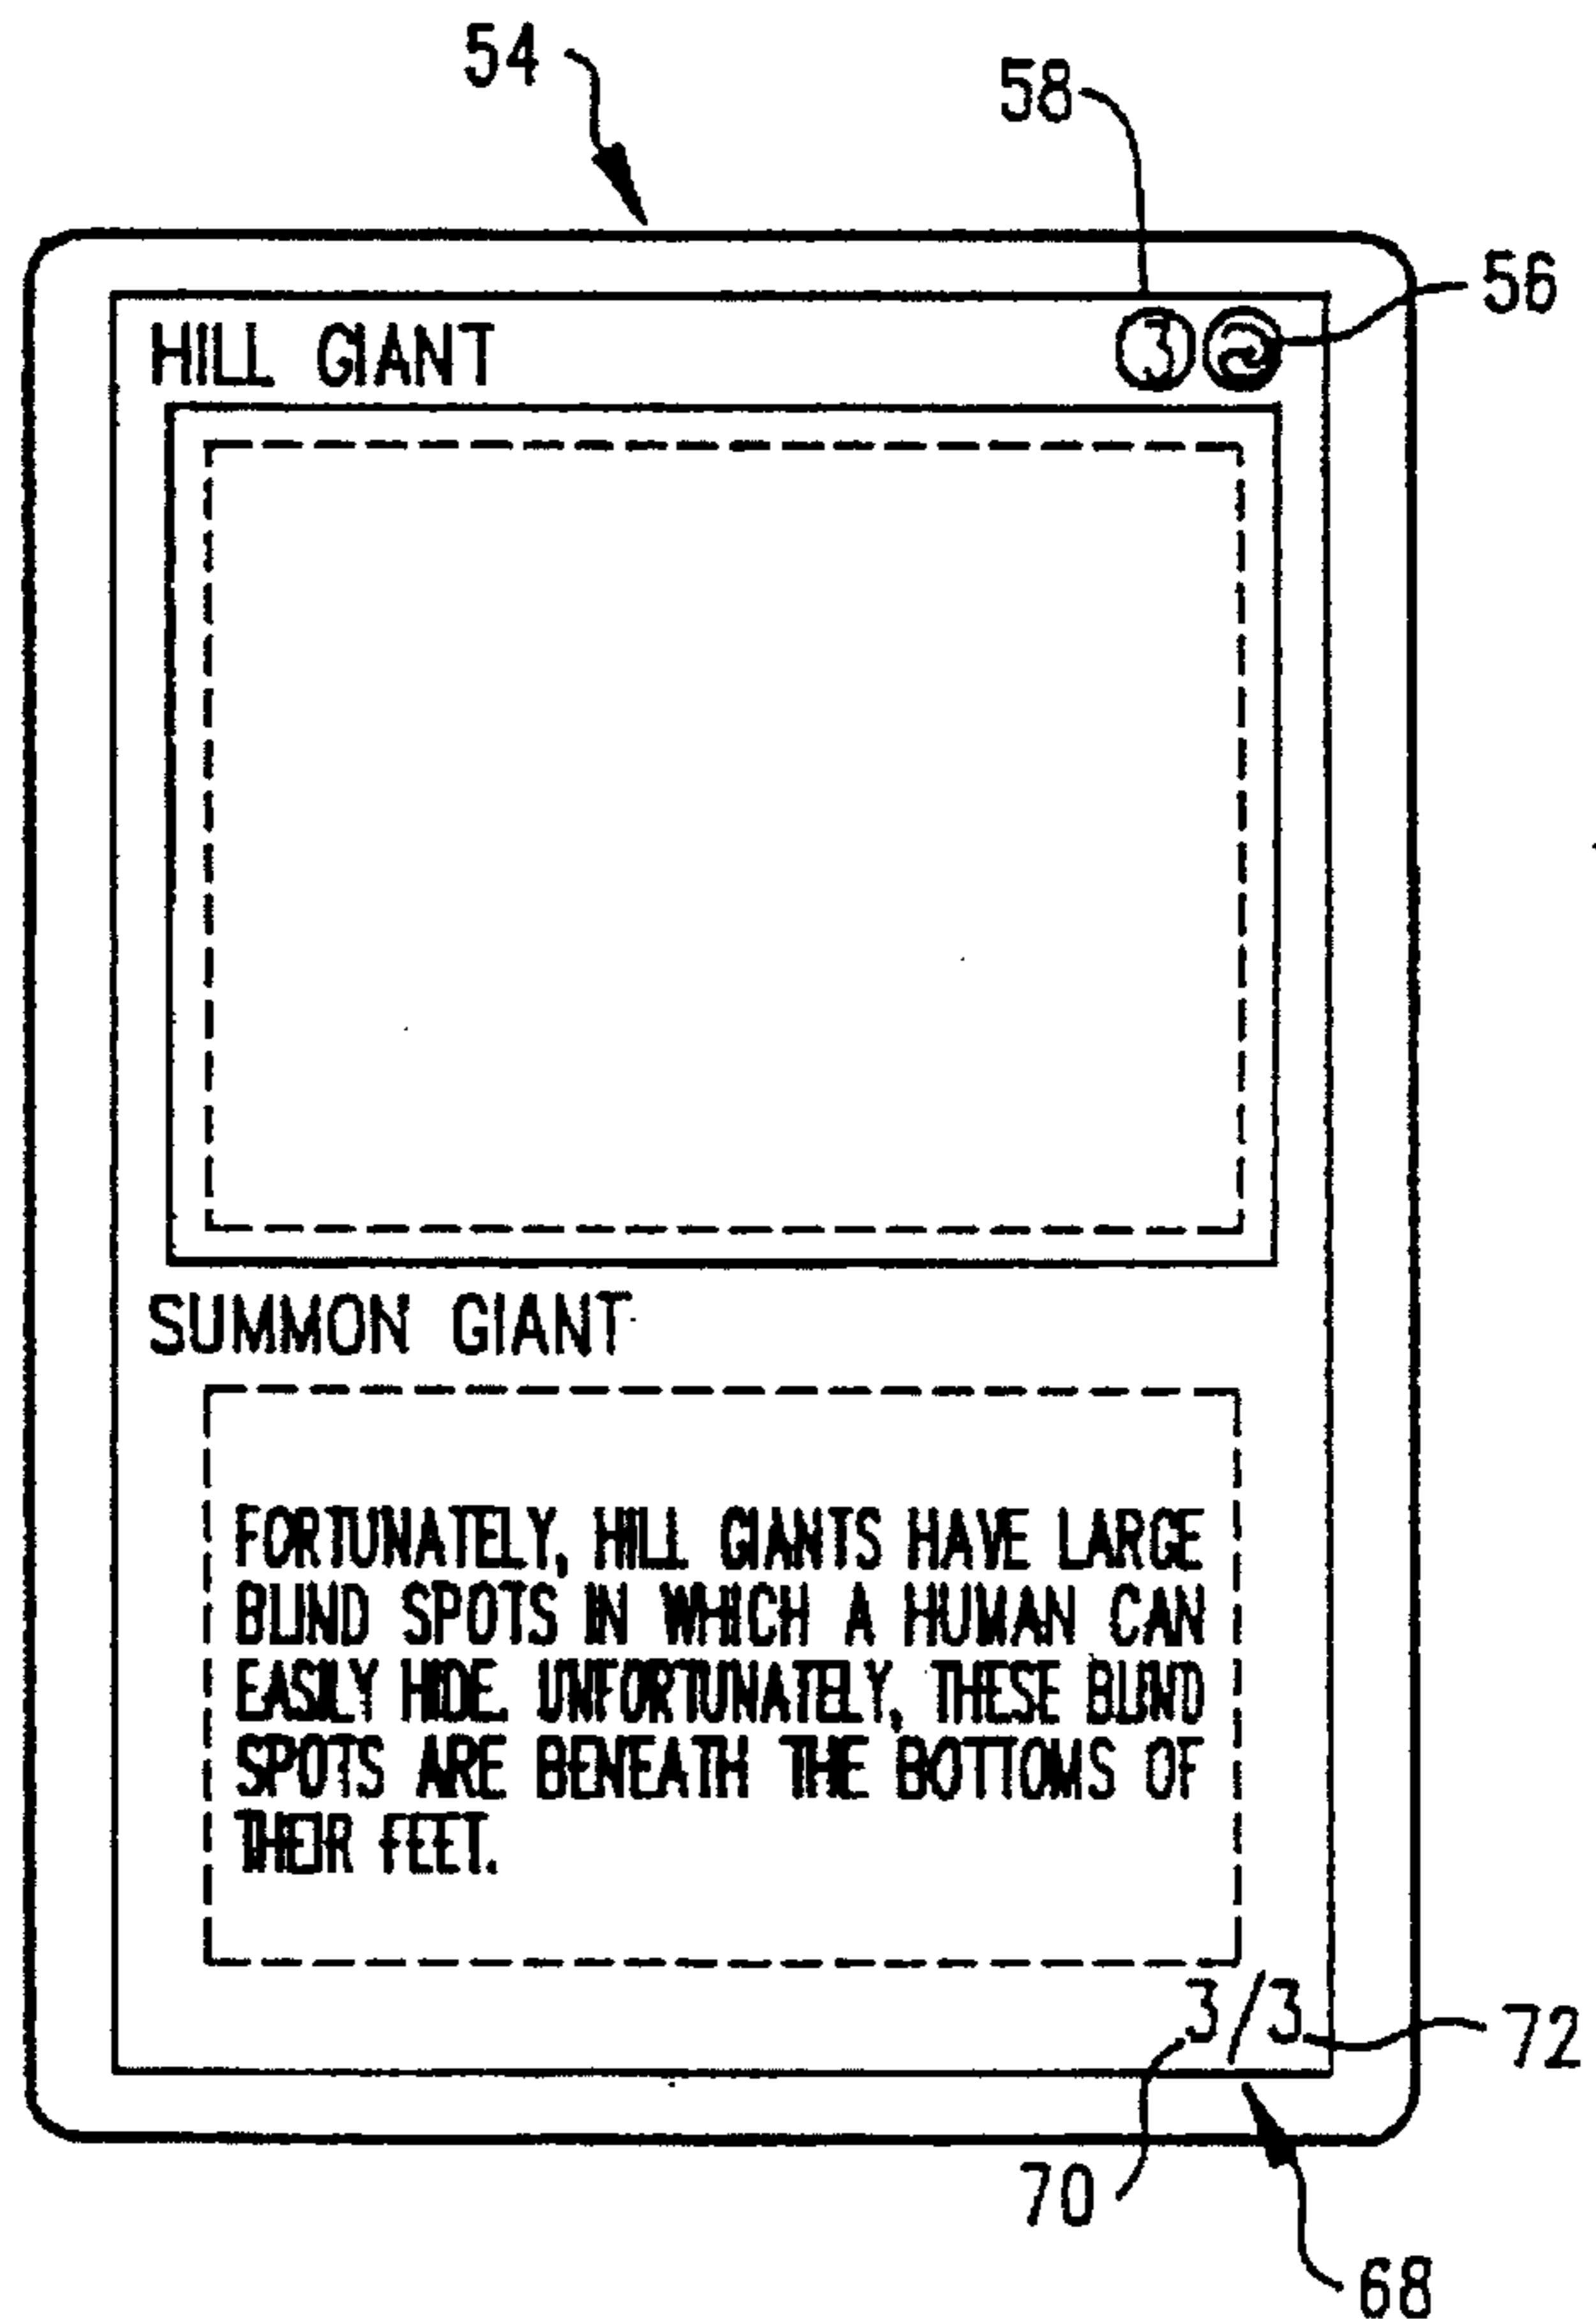 54
58
56
HILL GIANT 3
SUMMON GIANT
FORTUNATELY, HILL GIANTS HAVE LARGE
BLIND SPOTS IN WHICH A HUMAN CAN
EASILY HIDE. UNFORTUNATELY, THESE BLIND
SPOTS ARE BENEATH THE BOTTOMS OF
THEIR FEET.
3/3
72
70
68